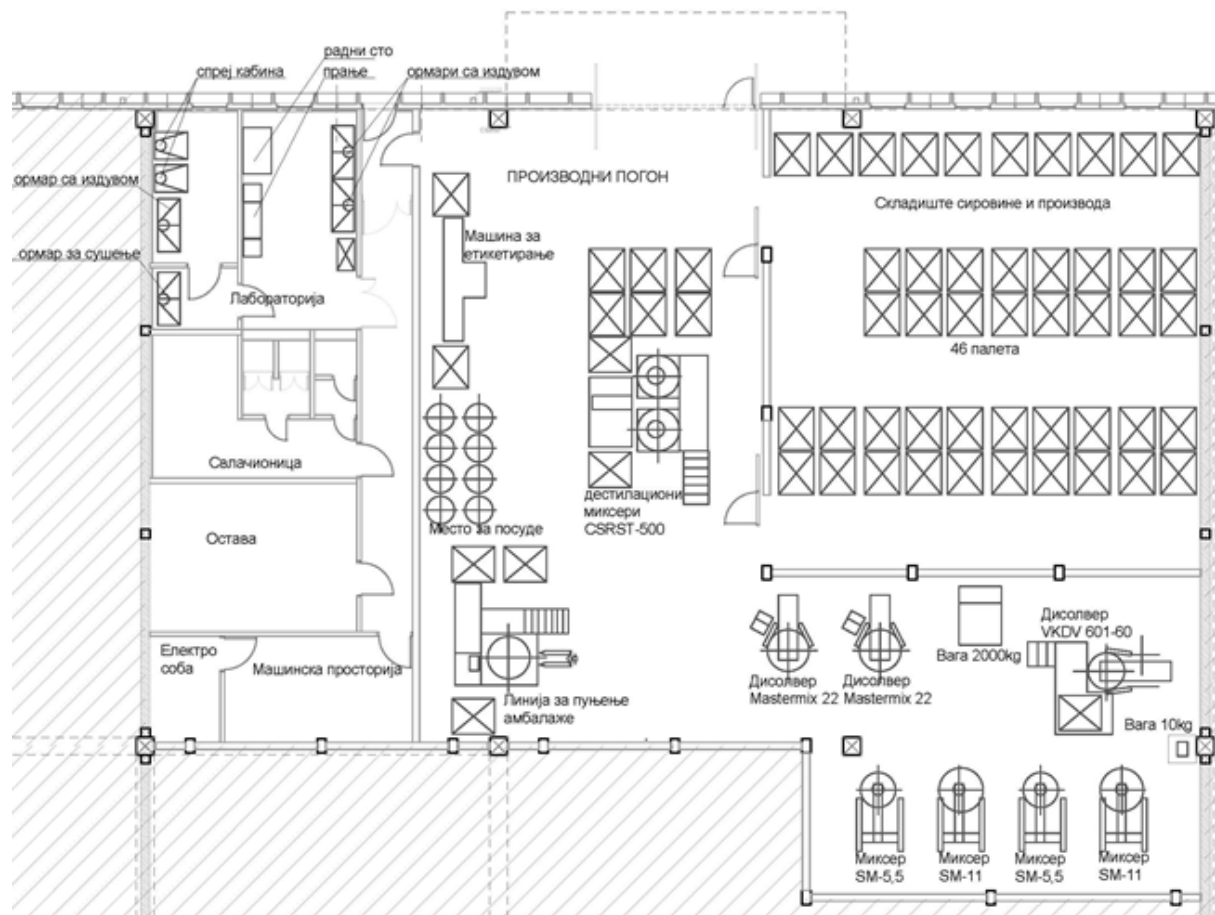 радни сто
спреј кабина
прање
ормари са издувом
ормар са издувом
ПРОИЗВОДНИ ПОГОН
Складиште сировине и производа
Машина за
етикетирање
ормар за сушење
Лабораторија
46 палета
Свлачионица
дестилациони
миксери
CSRST-500
Место за посуде
Остава
Дисолвер
VKDV 601-60
Електро
соба
Машинска просторија
Вага 2000kg
Дисолвер
Mastermix 22
Дисолвер
Mastermix 22
Линија за пуњење
амбалаже
Вага 10kg
Миксер
SM-5,5
Миксер
SM-11
Миксер
SM-5,5
Миксер
SM-11